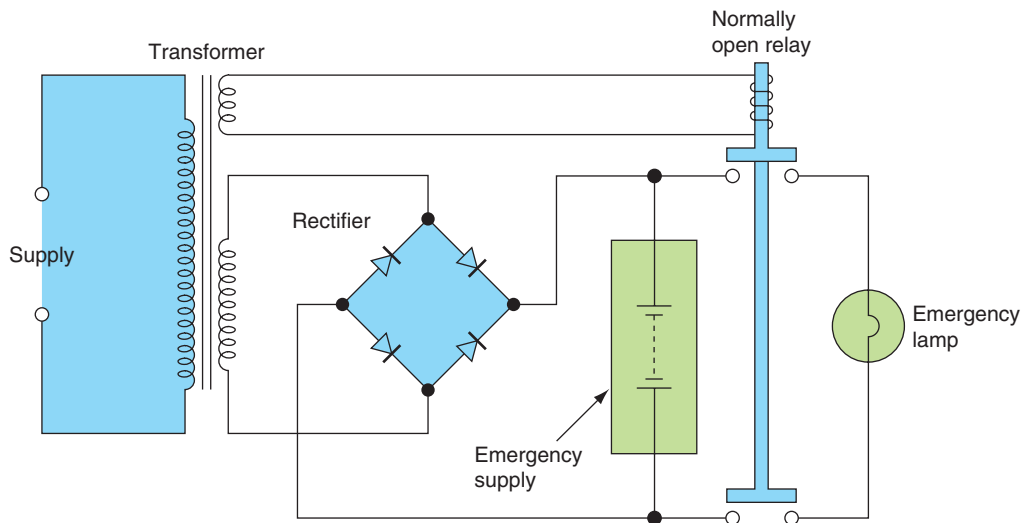 Normally
open relay
Transformer
Rectifier
Supply
Emergency
lamp
Emergency
supply